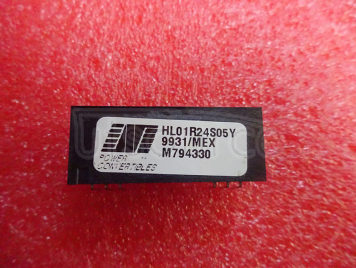 HL01R24S05Y
9931/MEX
M794330
POWER
CONVERTIBLES